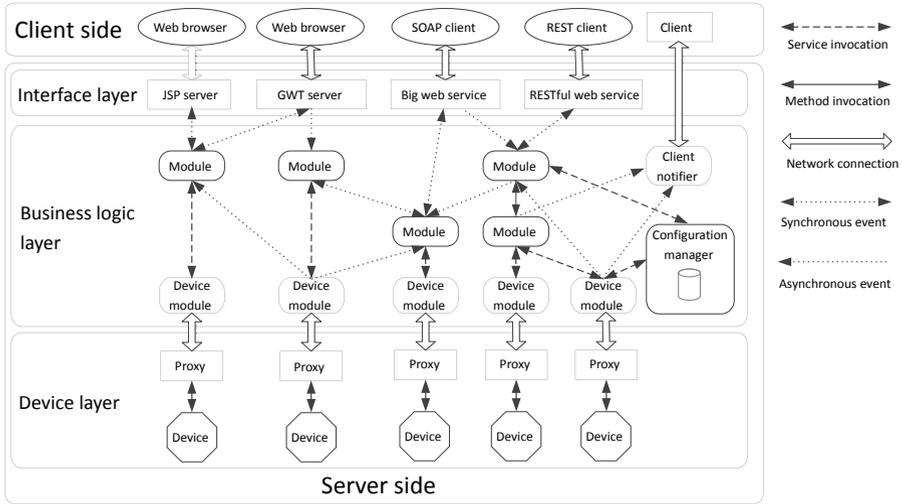 Client side
Web browser
Web browser
SOAP client
REST client
Client
Interface layer
JSP server
GWT server
Big web service
RESTful web service
Business logic
layer
Module
Module
Module
Client
notifier
Module
Module
Configuration
manager
Device
module
Device
module
Device
module
Device
module
Device
module
Device layer
Proxy
Proxy
Proxy
Proxy
Proxy
Device
Device
Device
Device
Device
Server side
Service invocation
Method invocation
Network connection
Synchronous event
Asynchronous event